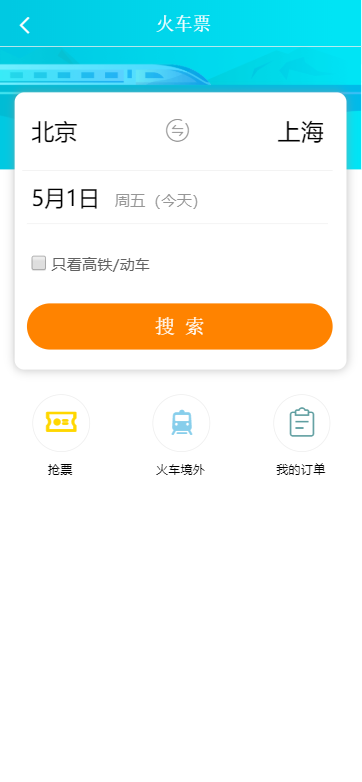 火车票
北京 上海
5月1日 周五（今天）
只看高铁/动车
搜 索
抢票 火车境外 我的订单